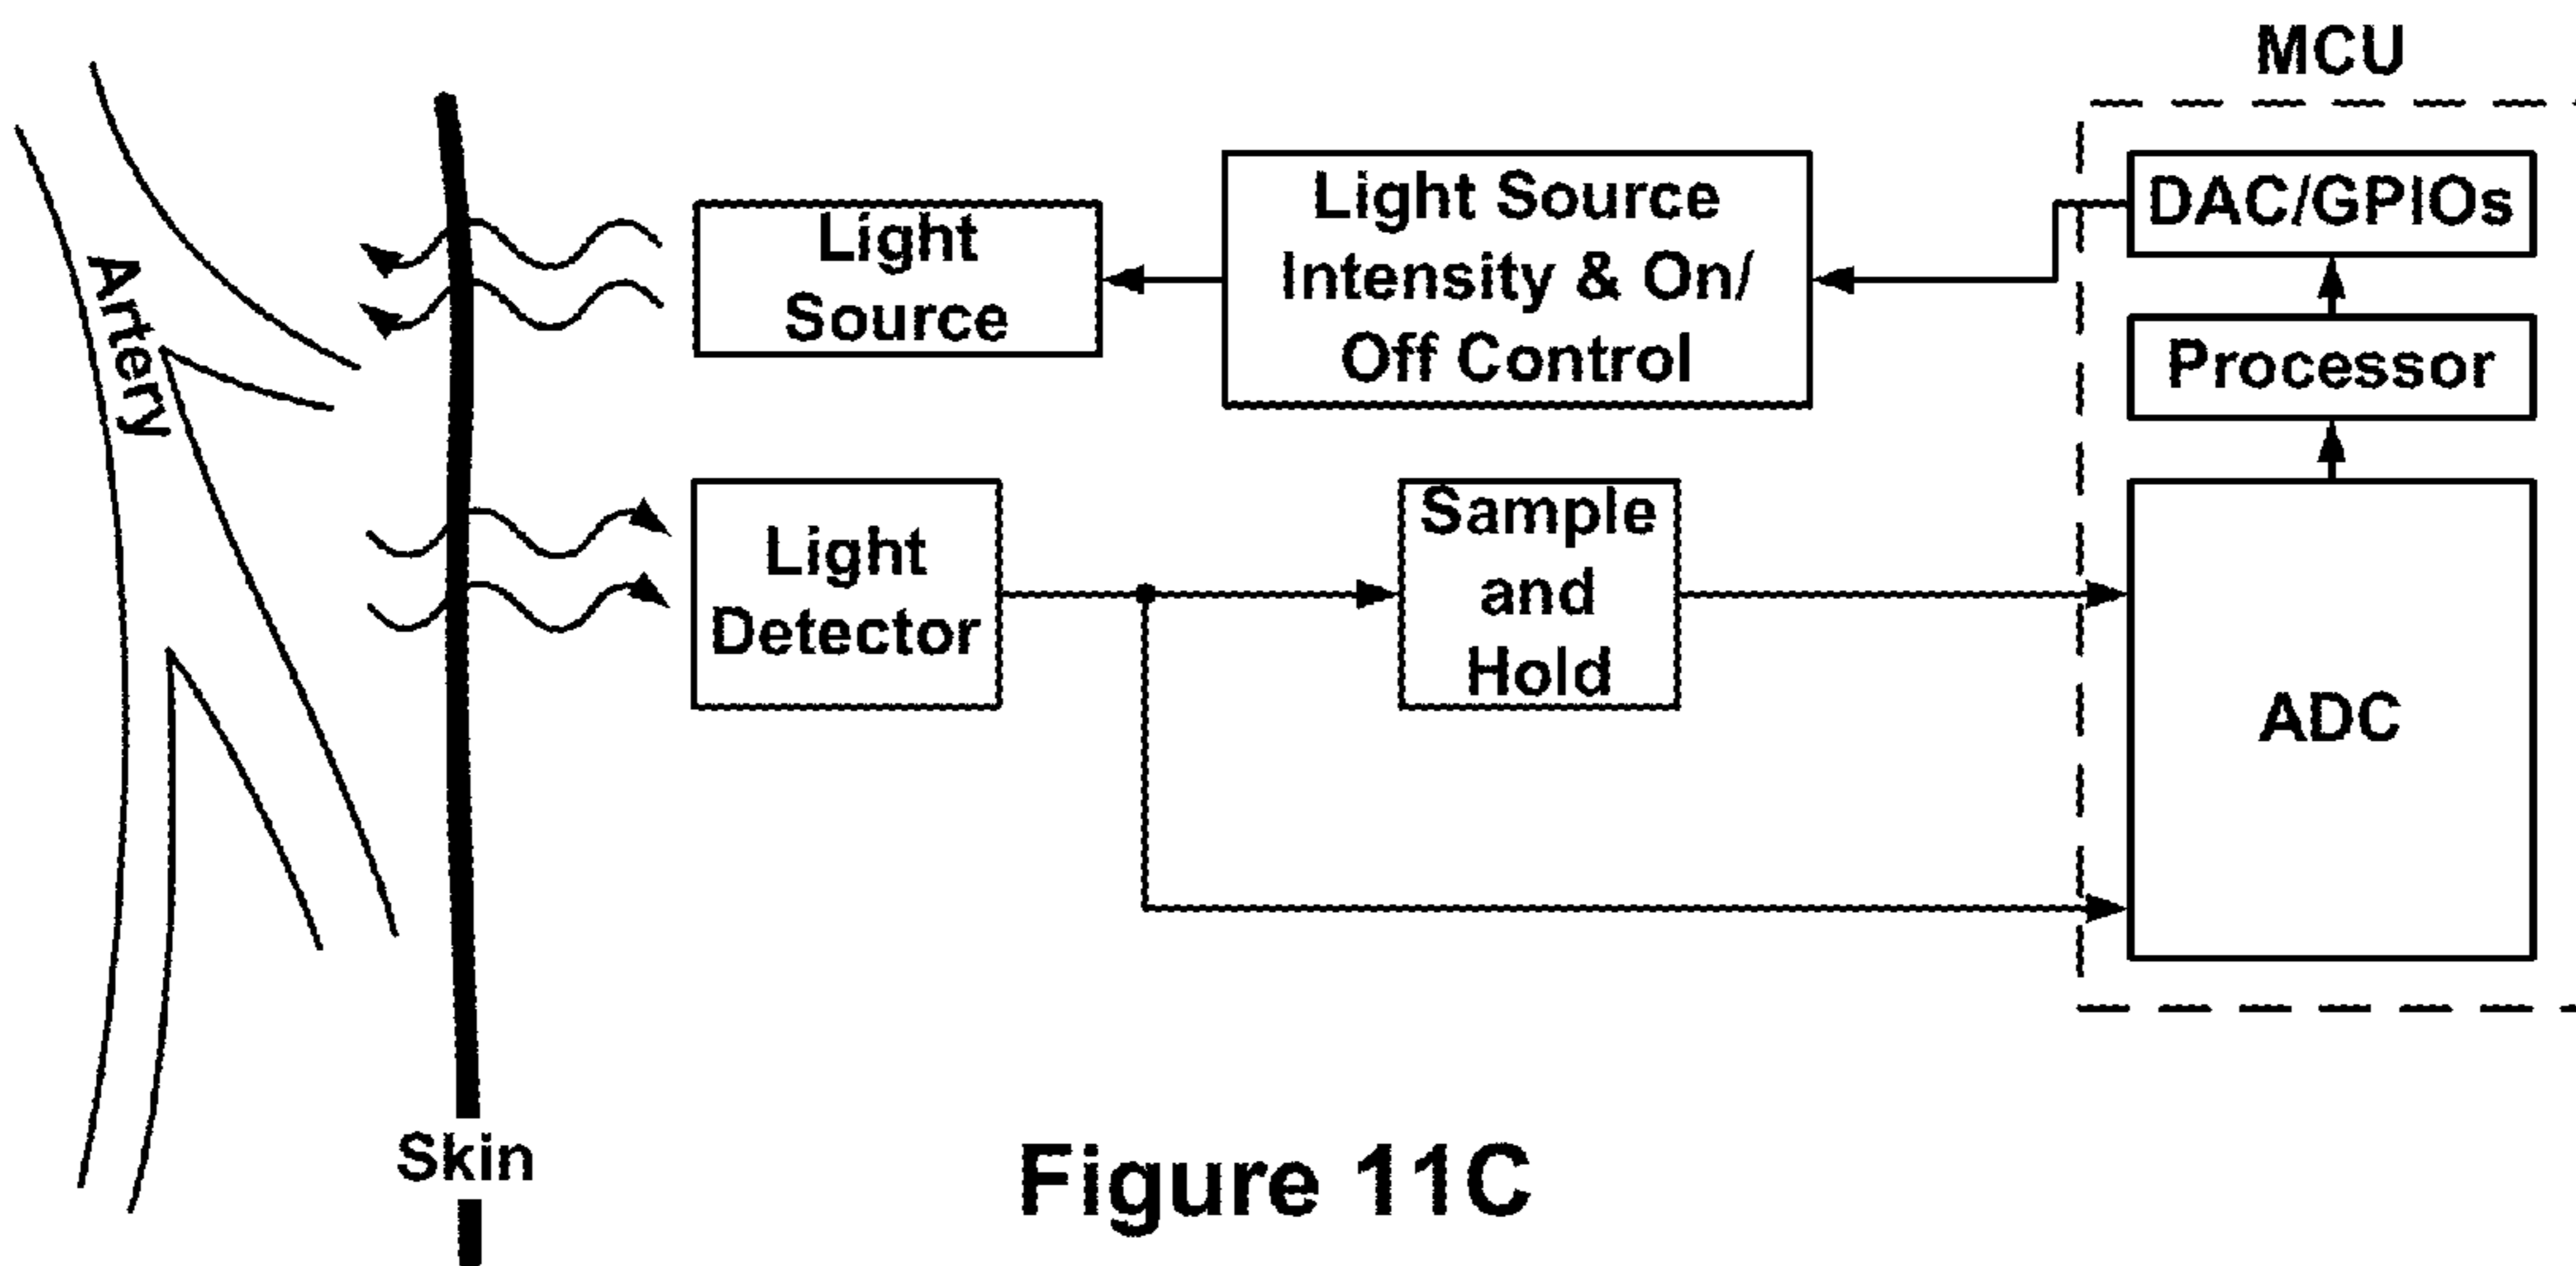 MCU
Artery
Light
Source
Light Source
Intensity & On/
Off Control
DAC/GPIOs
Processor
Light
Detector
Sample
and
Hold
ADC
Skin
Figure 11C